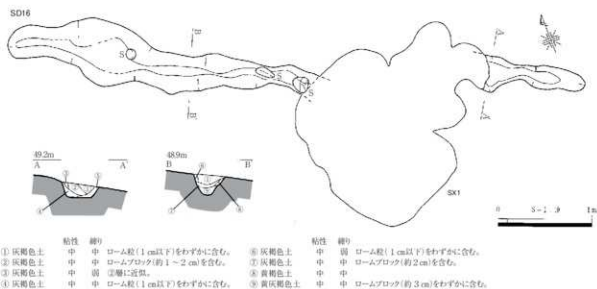 SD16
B
S
S
S
B
A
A
SX1
49.2m
A A
48.9m
B B
1m
粘性 締り
① 灰褐色土 中 中 ローム粒(1cm以下)をわずかに含む。
② 灰褐色土 中 中 ロームブロック(約1~2cm)を含む。
③ 灰褐色土 中 弱 ②層に近似。
④ 灰褐色土 中 中 ローム粒(1cm以下)をわずかに含む。
粘性 締り
⑥ 灰褐色土 中 弱 ローム粒(1cm以下)をわずかに含む。
⑦ 灰褐色土 中 中 ロームブロック(約2cm)を含む。
⑧ 黄褐色土 中 中
⑨ 黄灰褐色土 中 中 ロームブロック(約3cm)をわずかに含む。